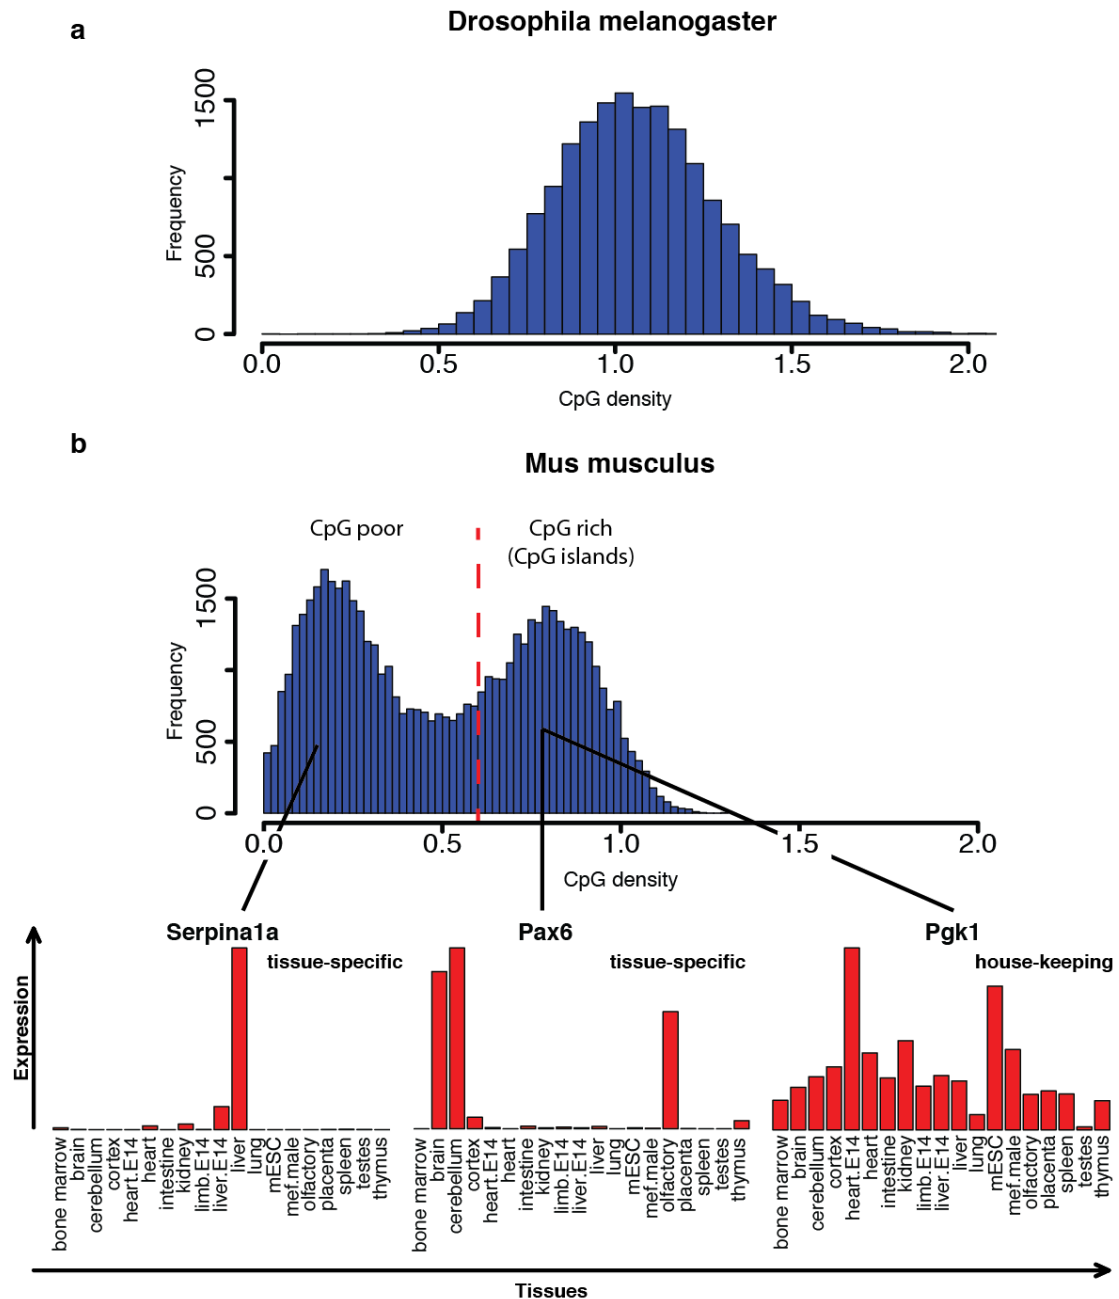 a
Drosophila melanogaster
Frequency
1500
500
0
0.0 0.5 1.0 1.5 2.0
CpG density
b
Mus musculus
CpG poor
CpG rich
(CpG islands)
Frequency
1500
500
0
0.0 0.5 1.0 1.5 2.0
CpG density
Serpina1a
Pax6
Pgk1
tissue-specific
tissue-specific
house-keeping
Expression
bone marrow
brain
cerebellum
cortex
heart.E14
heart
intestine
kidney
limb.E14
liver.E14
liver
lung
mESC
mef.male
olfactory
placenta
spleen
testes
thymus
bone marrow
brain
cerebellum
cortex
heart.E14
heart
intestine
kidney
limb.E14
liver.E14
liver
lung
mESC
mef.male
olfactory
placenta
spleen
testes
thymus
bone marrow
brain
cerebellum
cortex
heart.E14
heart
intestine
kidney
limb.E14
liver.E14
liver
lung
mESC
mef.male
olfactory
placenta
spleen
testes
thymus
Tissues